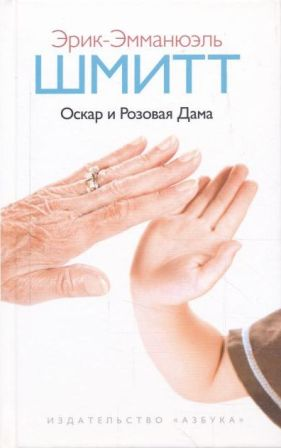 Эрик-Эммануэль
ШМИТТ
Оскар и Розовая Дама
ИЗДАТЕЛЬСТВО «АЗБУКА»